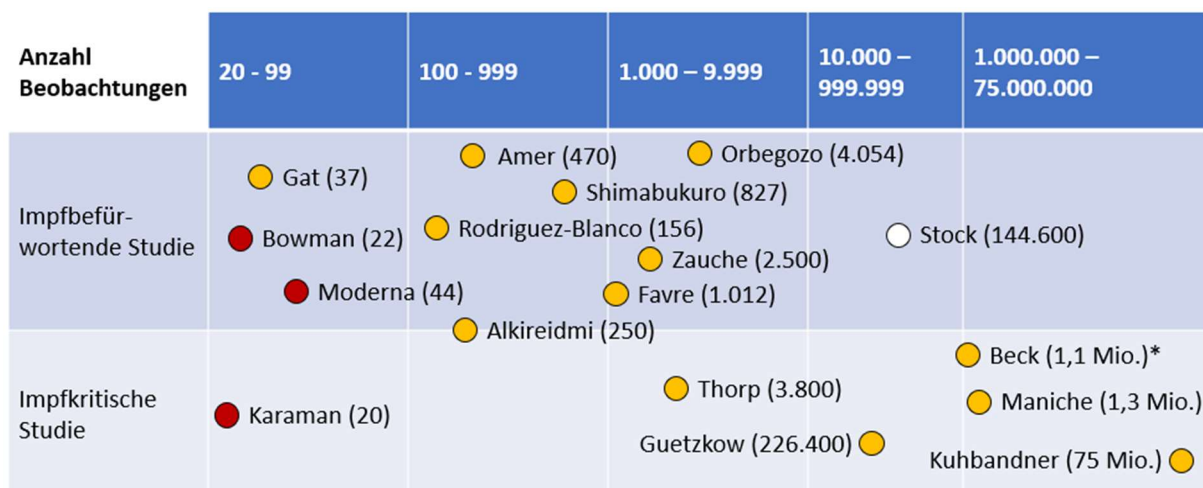 Anzahl
Beobachtungen
20 - 99
100 - 999
1.000 – 9.999
10.000 –
999.999
1.000.000 –
75.000.000
Impfbefür-
wortende Studie
Gat (37)
Bowman (22)
Moderna (44)
Amer (470)
Shimabukuro (827)
Rodriguez-Blanco (156)
Orbegozo (4.054)
Zauche (2.500)
Favre (1.012)
Stock (144.600)
Alkireidmi (250)
Impfkritische
Studie
Karaman (20)
Thorp (3.800)
Guetzkow (226.400)
Beck (1,1 Mio.)*
Maniche (1,3 Mio.)
Kuhbandner (75 Mio.)